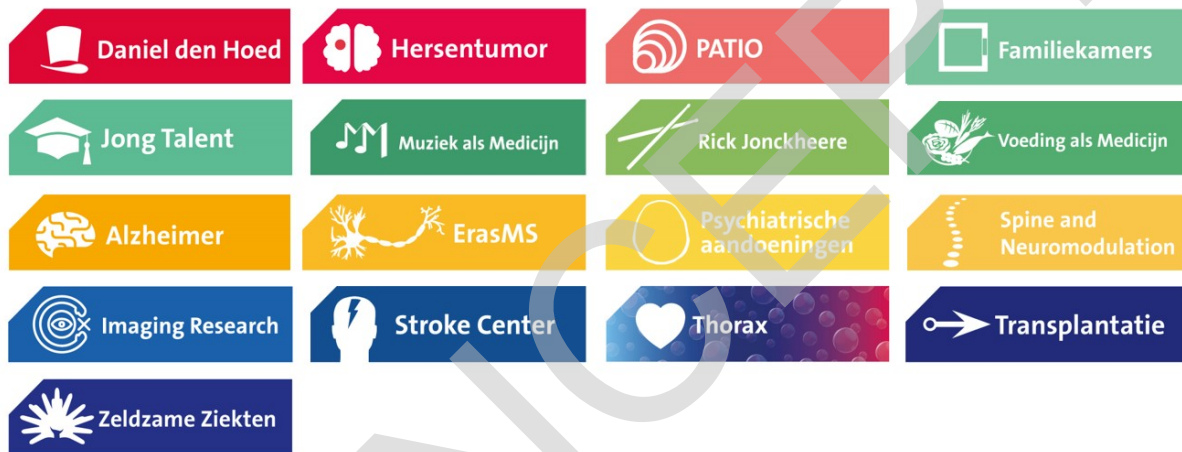 Daniel den Hoed
Hersentumor
PATIO
Familiekamers
Jong Talent
Muziek als Medicijn
Rick Jonckheere
Voeding als Medicijn
Alzheimer
ErasMS
Psychiatrische
aandoeningen
Spine and
Neuromodulation
Imaging Research
Stroke Center
Thorax
Transplantatie
Zeldzame Ziekten